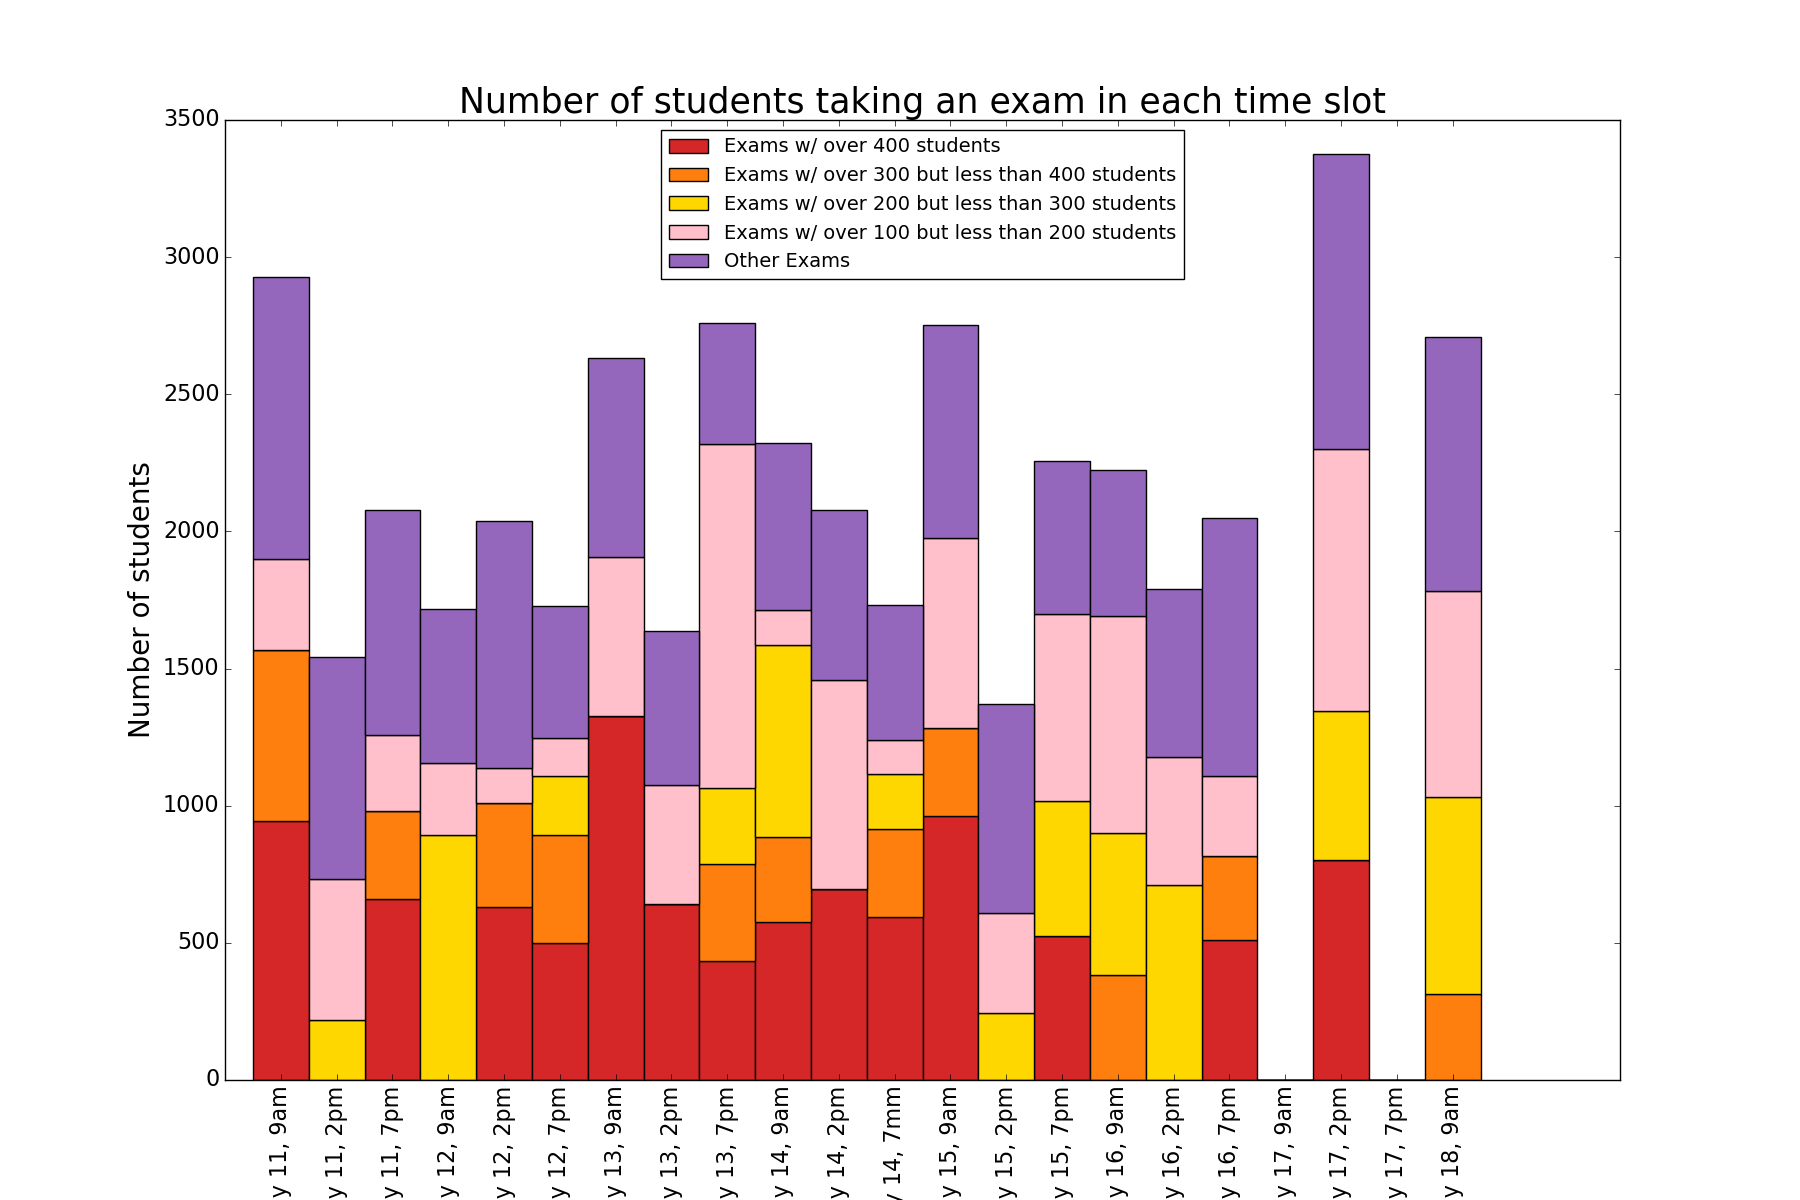 Number of students taking an exam in each time slot
Exams w/ over 400 students
Exams w/ over 300 but less than 400 students
Exams w/ over 200 but less than 300 students
Exams w/ over 100 but less than 200 students
Other Exams
Number of students
3500
3000
2500
2000
1500
1000
500
0
y 11, 9am
y 11, 2pm
y 11, 7pm
y 12, 9am
y 12, 2pm
y 12, 7pm
y 13, 9am
y 13, 2pm
y 13, 7pm
y 14, 9am
y 14, 2pm
y 14, 7mm
y 15, 9am
y 15, 2pm
y 15, 7pm
y 16, 9am
y 16, 2pm
y 16, 7pm
y 17, 9am
y 17, 2pm
y 17, 7pm
y 18, 9am